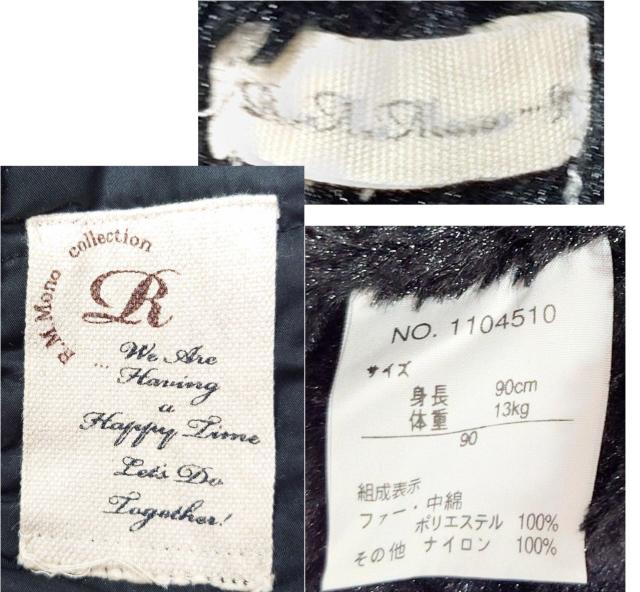 R.M.Mono...
R.M.Mono collection
R
... We Are
Having
a
Happy Time
Let's Do
Together!
NO. 1104510
サイズ
身長 90cm
体重 13kg
90
組成表示
ファー・中綿
ポリエステル 100%
その他 ナイロン 100%